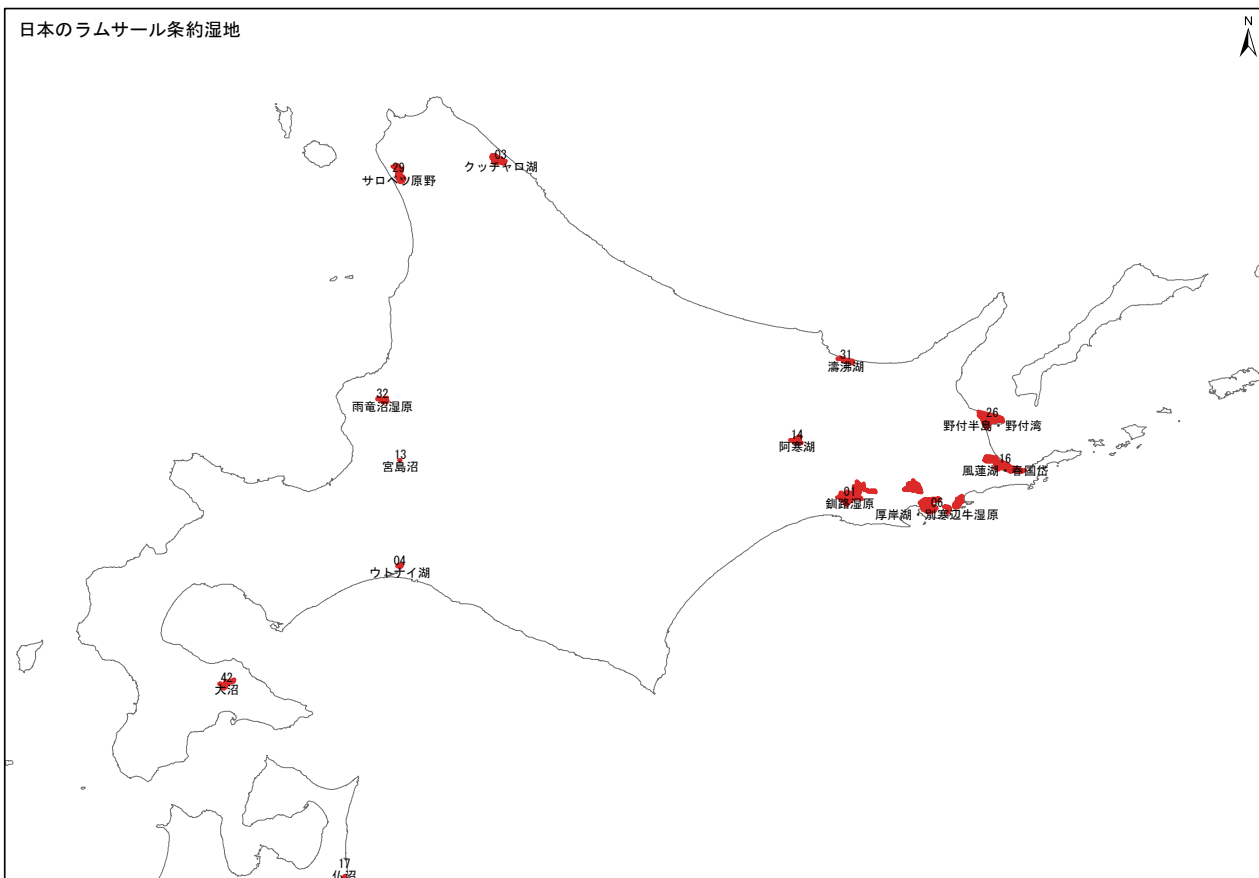 日本のラムサール条約湿地
N
03
クッチャロ湖
29
サロベツ原野
31
濤沸湖
32
雨竜沼湿原
26
野付半島・野付湾
14
阿寒湖
13
宮島沼
16
風蓮湖・春国岱
01
釧路湿原
06
厚岸湖・別寒辺牛湿原
04
ウトナイ湖
42
大沼
17
仏沼